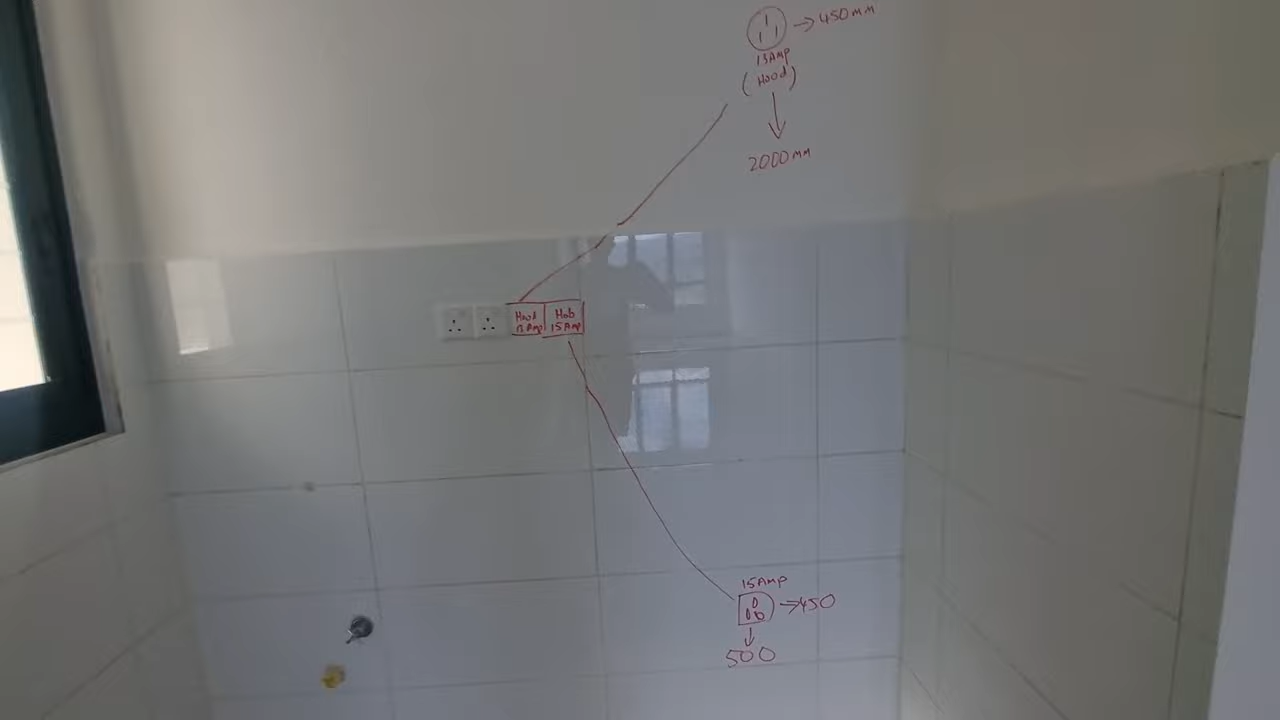 → 450MM
13AMP
(Hood)
2000MM
Hood
13Amp
Hob
15Amp
15AMP
→450
500